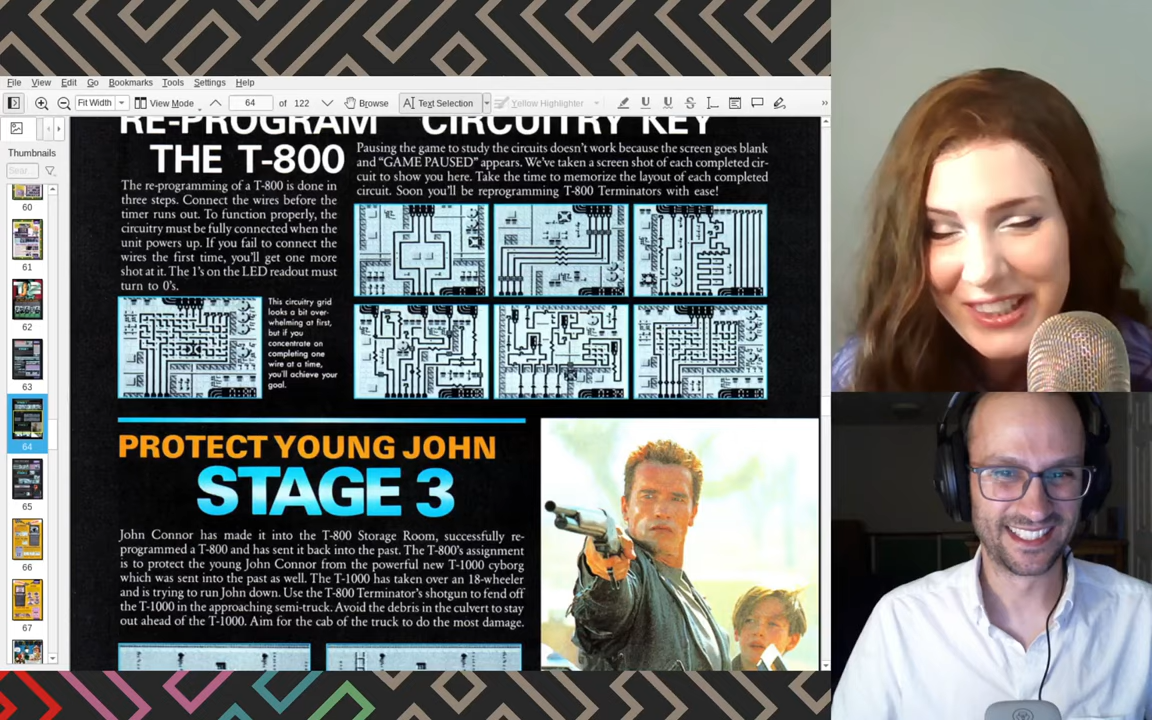 File View Edit Go Bookmarks Tools Settings Help
Fit Width View Mode 64 of 122 Browse Text Selection Yellow Highlighter
Thumbnails
Sear...
60
61
62
63
64
65
66
67
RE-PROGRAM
THE T-800
The re-programming of a T-800 is done in
three steps. Connect the wires before the
timer runs out. To function properly, the
circuitry must be fully connected when the
unit powers up. If you fail to connect the
wires the first time, you'll get one more
shot at it. The 1's on the LED readout must
turn to 0's.
This circuitry grid
looks a bit over-
whelming at first,
but if you
concentrate on
completing one
wire at a time,
you'll achieve your
goal.
CIRCUITRY KEY
Pausing the game to study the circuits doesn't work because the screen goes blank
and "GAME PAUSED" appears. We've taken a screen shot of each completed cir-
cuit to show you here. Take the time to memorize the layout of each completed
circuit. Soon you'll be reprogramming T-800 Terminators with ease!
PROTECT YOUNG JOHN
STAGE 3
John Connor has made it into the T-800 Storage Room, successfully re-
programmed a T-800 and has sent it back into the past. The T-800's assignment
is to protect the young John Connor from the powerful new T-1000 cyborg
which was sent into the past as well. The T-1000 has taken over an 18-wheeler
and is trying to run John down. Use the T-800 Terminator's shotgun to fend off
the T-1000 in the approaching semi-truck. Avoid the debris in the culvert to stay
out ahead of the T-1000. Aim for the cab of the truck to do the most damage.